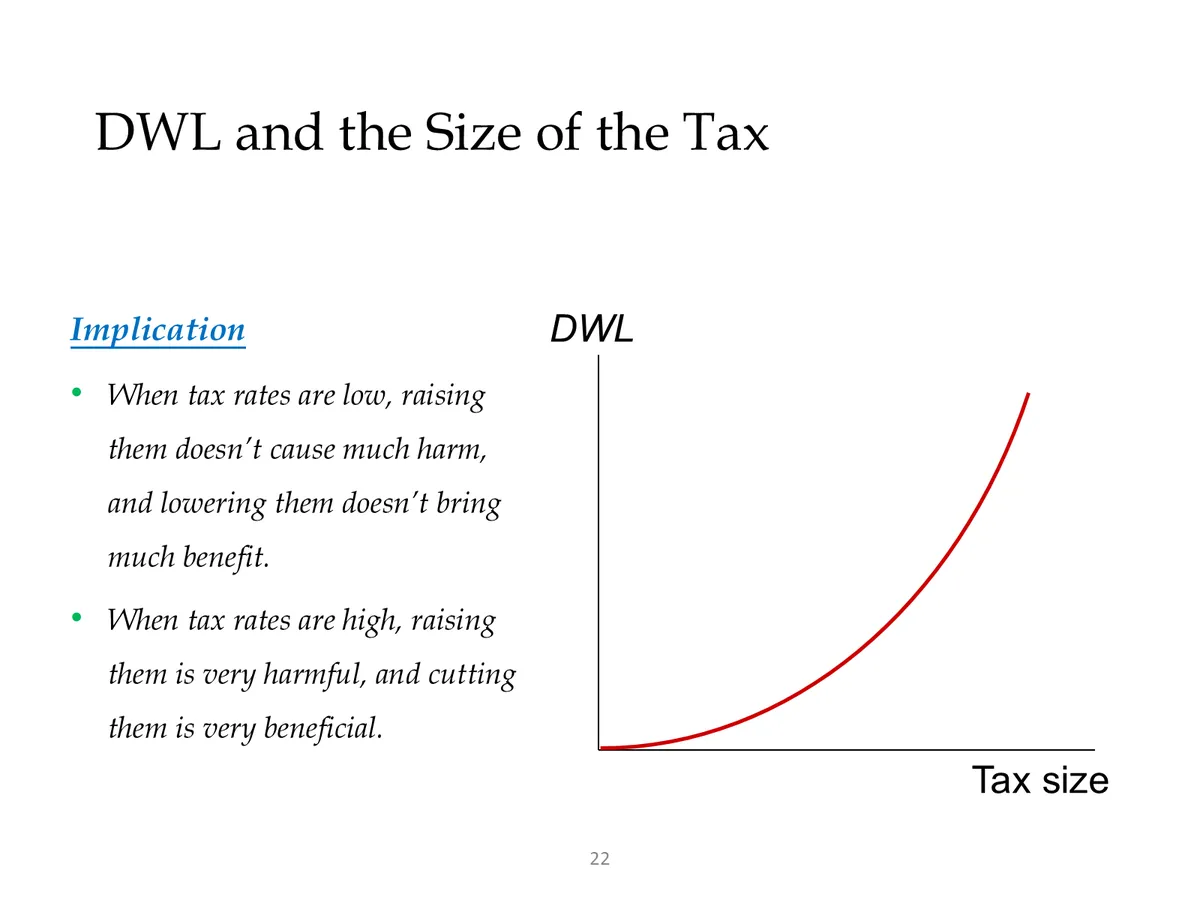 DWL and the Size of the Tax
Implication
• When tax rates are low, raising
them doesn’t cause much harm,
and lowering them doesn’t bring
much benefit.
• When tax rates are high, raising
them is very harmful, and cutting
them is very beneficial.
DWL
Tax size
22